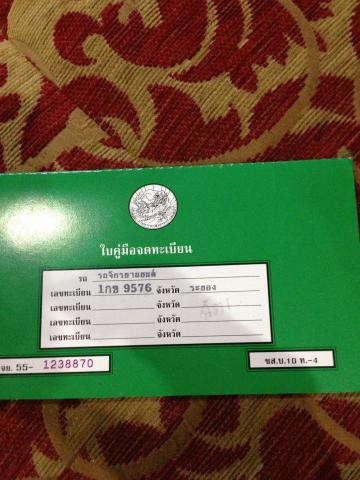 ใบคู่มือจดทะเบียน
รถ รถจักรยานยนต์
เลขทะเบียน 1กข 9576 จังหวัด ระยอง
เลขทะเบียน จังหวัด
เลขทะเบียน จังหวัด
เลขทะเบียน จังหวัด
จย. 55- 1238870
ขส.บ.10 ท.-4